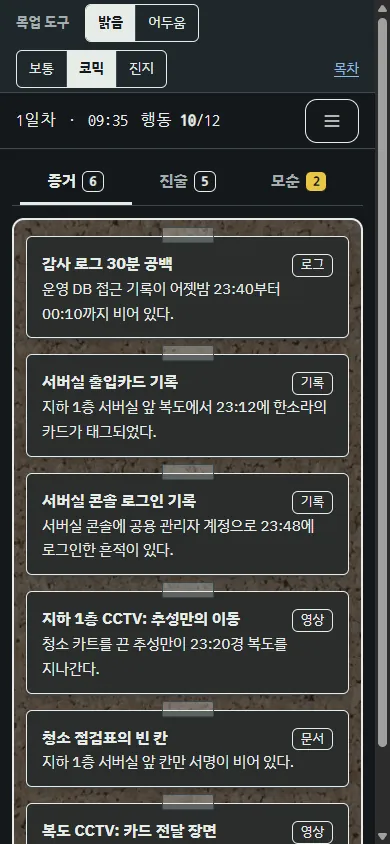 목업 도구 밝음 어두움
보통 코믹 진지 목차
1일차 · 09:35 행동 10/12
증거 6 진술 5 모순 2
감사 로그 30분 공백 로그
운영 DB 접근 기록이 어젯밤 23:40부터
00:10까지 비어 있다.
서버실 출입카드 기록 기록
지하 1층 서버실 앞 복도에서 23:12에 한소라의
카드가 태그되었다.
서버실 콘솔 로그인 기록 기록
서버실 콘솔에 공용 관리자 계정으로 23:48에
로그인한 흔적이 있다.
지하 1층 CCTV: 추성만의 이동 영상
청소 카트를 끈 추성만이 23:20경 복도를
지나간다.
청소 점검표의 빈 칸 문서
지하 1층 서버실 앞 칸만 서명이 비어 있다.
복도 CCTV: 카드 전달 장면 영상